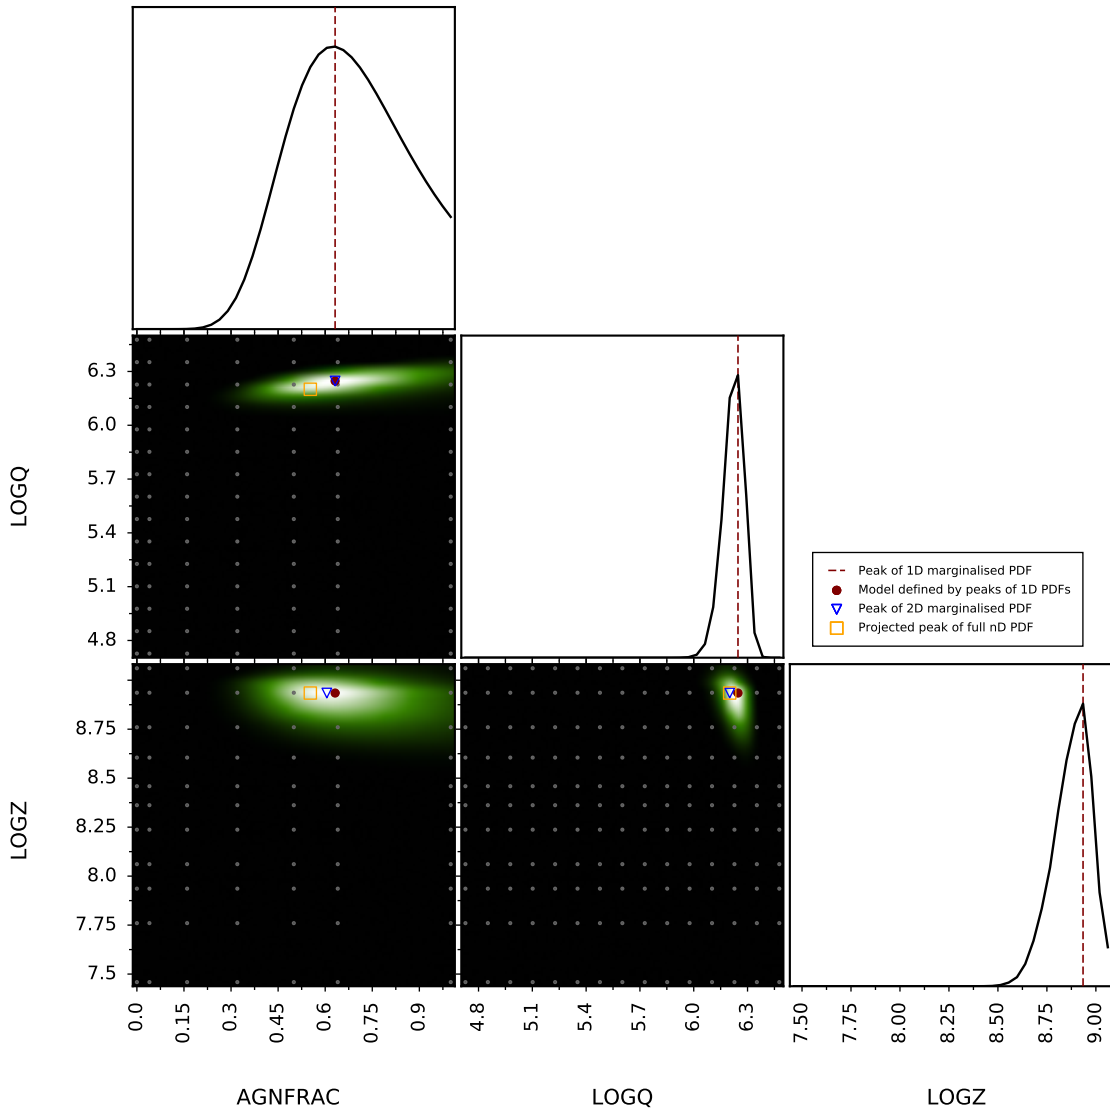 LOGQ
6.3
6.0
5.7
5.4
5.1
4.8
Peak of 1D marginalised PDF
Model defined by peaks of 1D PDFs
Peak of 2D marginalised PDF
Projected peak of full nD PDF
LOGZ
8.75
8.5
8.25
8.0
7.75
7.5
0.0 0.15 0.3 0.45 0.6 0.75 0.9
4.8 5.1 5.4 5.7 6.0 6.3
7.50 7.75 8.00 8.25 8.50 8.75 9.00
AGNFRAC
LOGQ
LOGZ